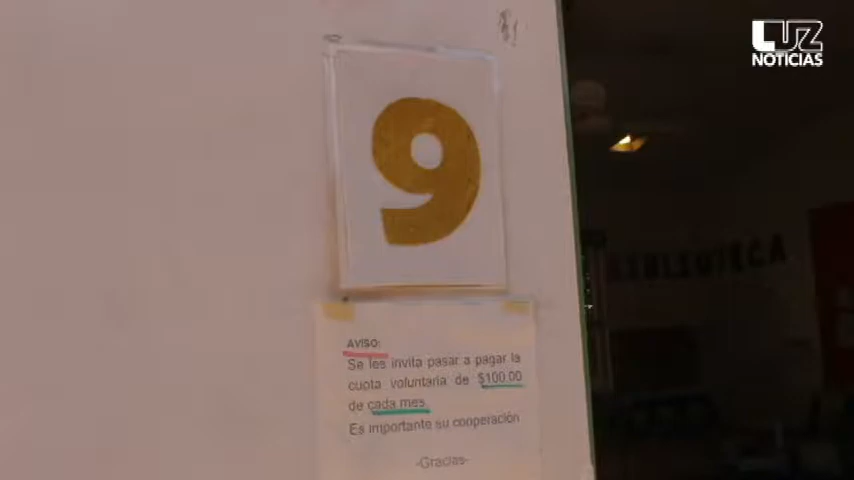 LUZ
NOTICIAS
9
BIBLIOTECA
AVISO:
Se les invita pasar a pagar la
cuota voluntaria de $100.00
de cada mes.
Es importante su cooperación
-Gracias-